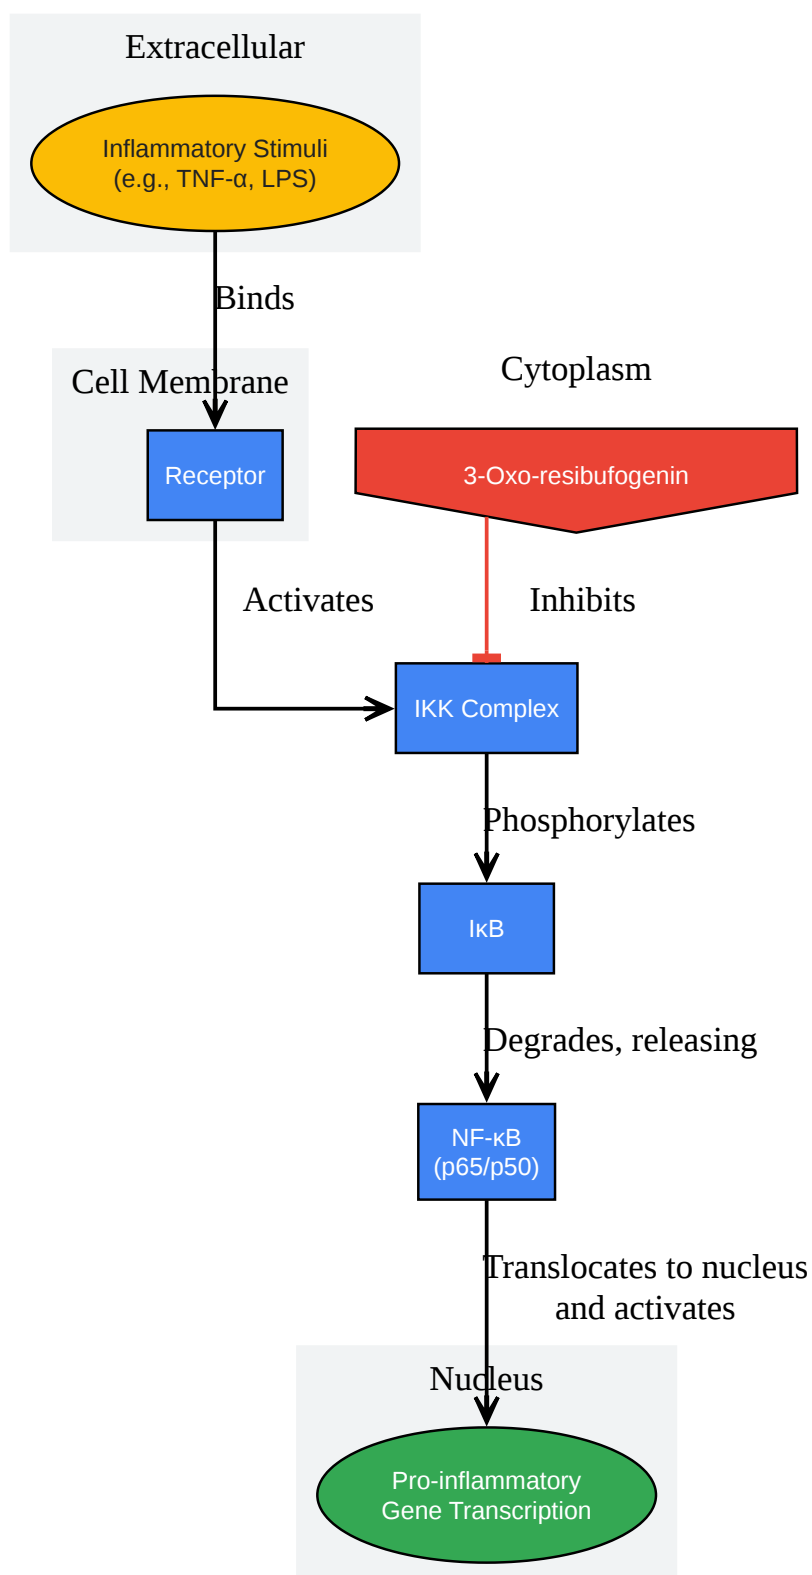 Extracellular
Inflammatory Stimuli
(e.g., TNF-α, LPS)
Binds
Cell Membrane
Cytoplasm
Receptor
3-Oxo-resibufogenin
Activates
Inhibits
IKK Complex
Phosphorylates
IκB
Degrades, releasing
NF-κB
(p65/p50)
Translocates to nucleus
and activates
Nucleus
Pro-inflammatory
Gene Transcription